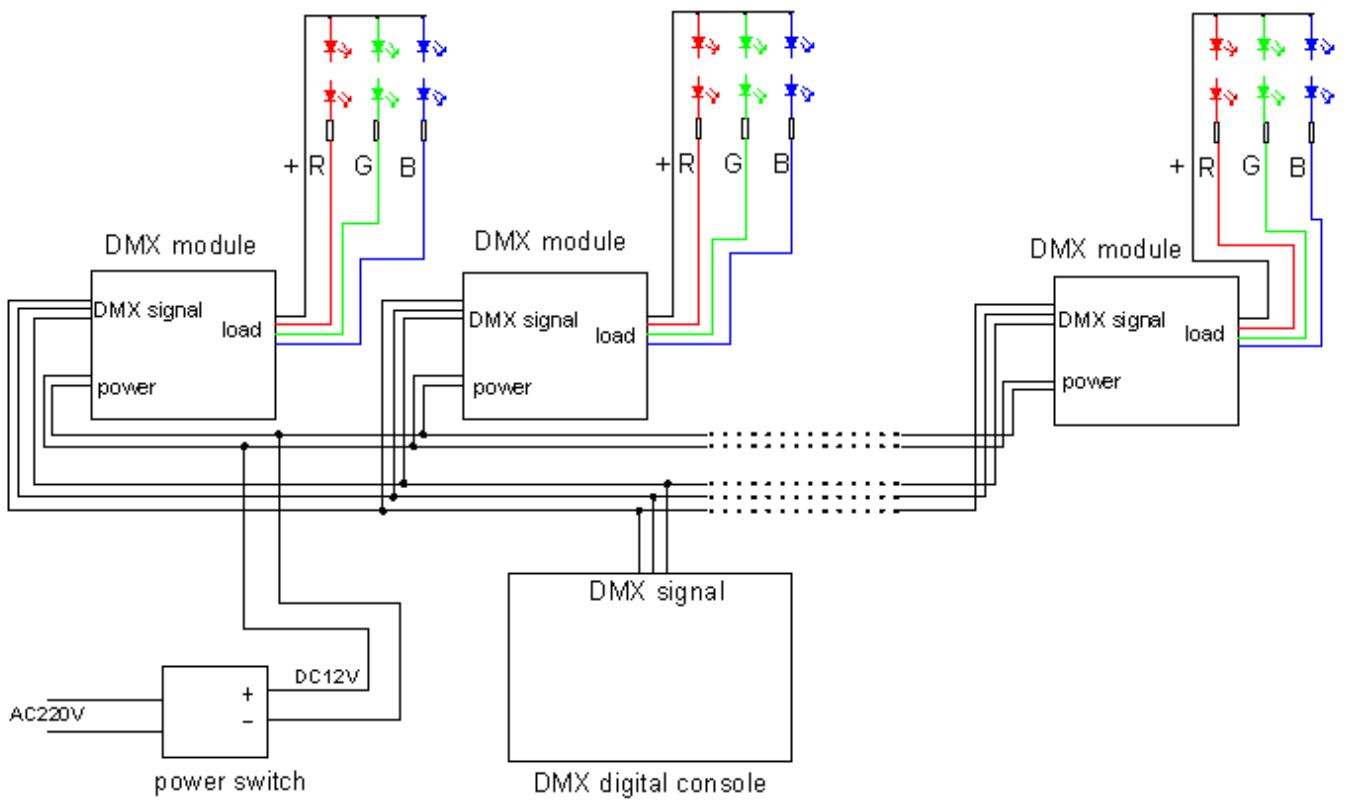 + R G B
+ R G B
+ R G B
DMX module
DMX module
DMX module
DMX signal
load
power
DMX signal
load
power
DMX signal
load
power
DMX signal
DC12V
+
AC220V
−
power switch
DMX digital console